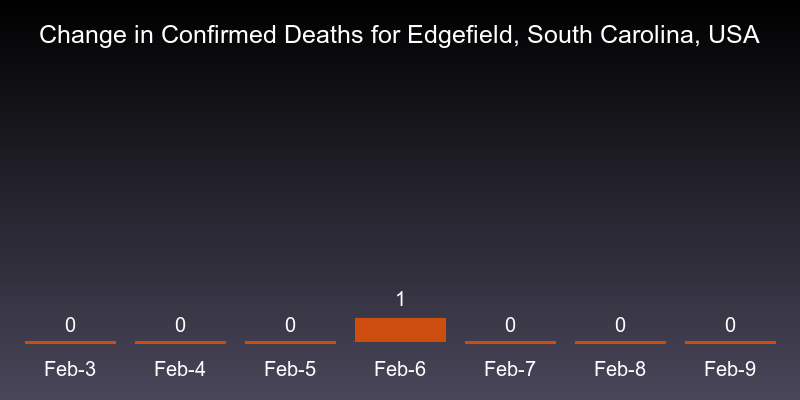 Change in Confirmed Deaths for Edgefield, South Carolina, USA
1
0 0 0 0 0 0
Feb-3 Feb-4 Feb-5 Feb-6 Feb-7 Feb-8 Feb-9